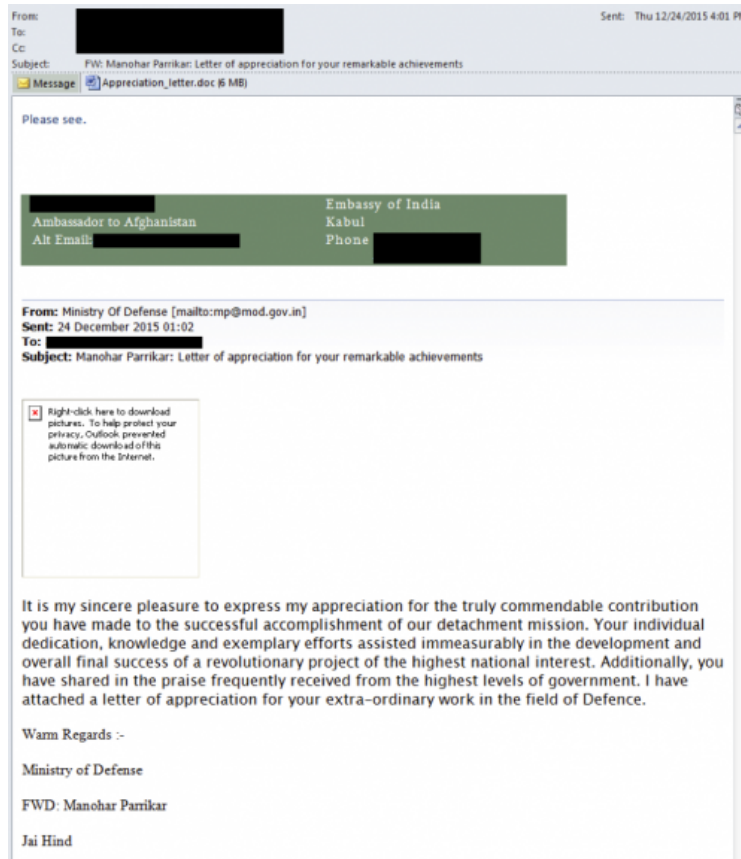 From:
Sent: Thu 12/24/2015 4:01 PM
To:
Cc:
Subject: FW: Manohar Parrikar: Letter of appreciation for your remarkable achievements
Message Appreciation_letter.doc (6 MB)
Please see.
Embassy of India
Ambassador to Afghanistan Kabul
Alt Email: Phone
From: Ministry Of Defense [mailto:mp@mod.gov.in]
Sent: 24 December 2015 01:02
To:
Subject: Manohar Parrikar: Letter of appreciation for your remarkable achievements
Right-click here to download
pictures. To help protect your
privacy, Outlook prevented
automatic download of this
picture from the Internet.
It is my sincere pleasure to express my appreciation for the truly commendable contribution
you have made to the successful accomplishment of our detachment mission. Your individual
dedication, knowledge and exemplary efforts assisted immeasurably in the development and
overall final success of a revolutionary project of the highest national interest. Additionally, you
have shared in the praise frequently received from the highest levels of government. I have
attached a letter of appreciation for your extra-ordinary work in the field of Defence.
Warm Regards :-
Ministry of Defense
FWD: Manohar Parrikar
Jai Hind